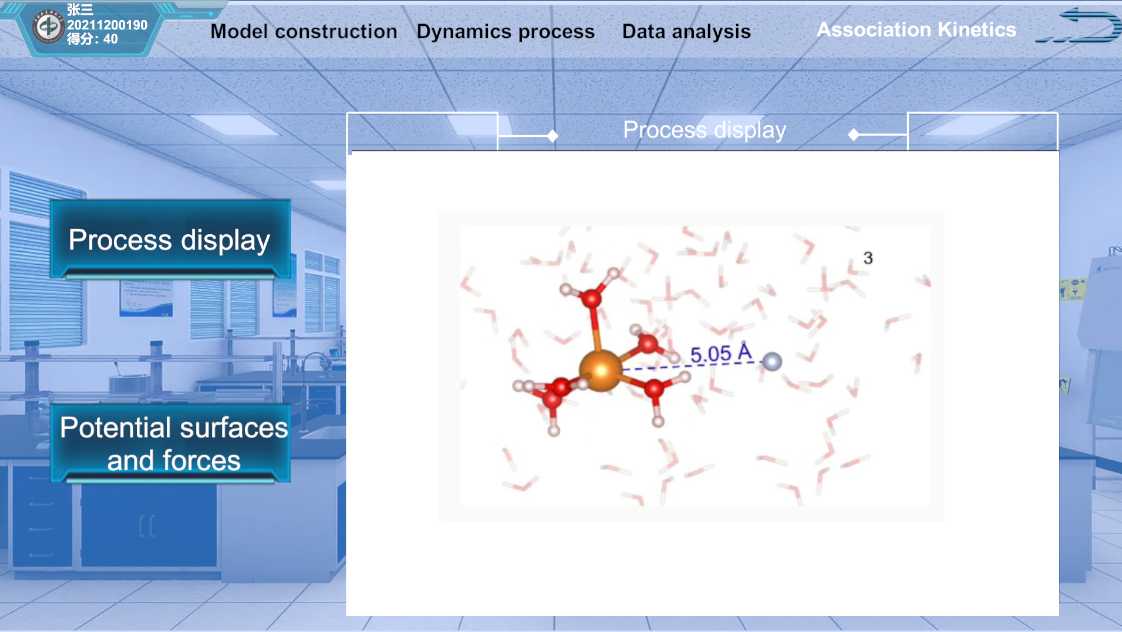 张三
20211200190
得分：40
Model construction
Dynamics process
Data analysis
Association Kinetics
Process display
Process display
3
5.05 Å
Potential surfaces
and forces